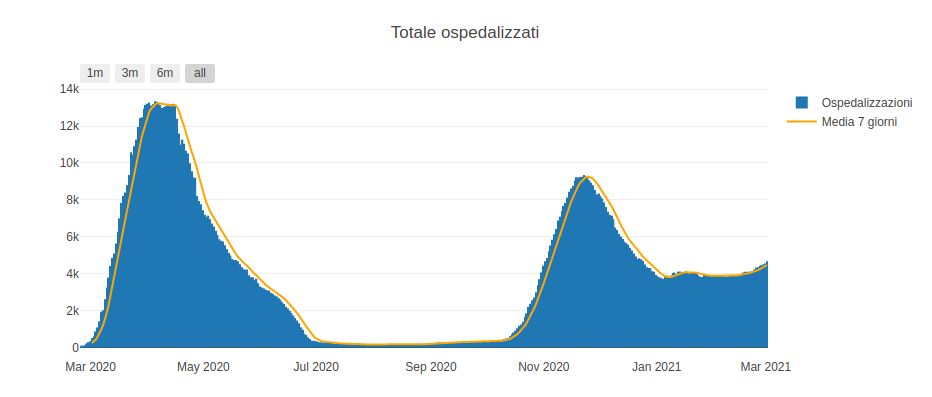 Totale ospedalizzati
1m 3m 6m all
14k
12k
10k
8k
6k
4k
2k
0
Mar 2020 May 2020 Jul 2020 Sep 2020 Nov 2020 Jan 2021 Mar 2021
Ospedalizzazioni
Media 7 giorni